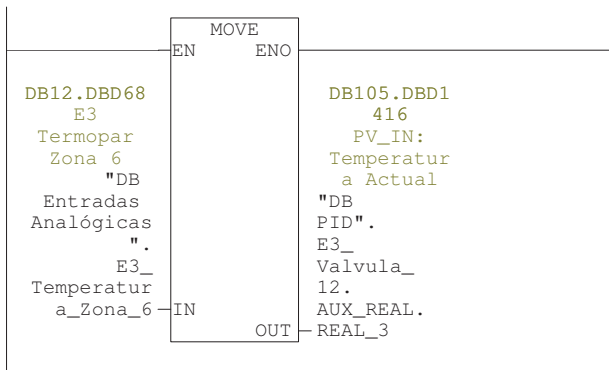 MOVE
EN ENO
DB12.DBD68
E3
Termopar
Zona 6
"DB
Entradas
Analógicas
".
E3_
Temperatur
a_Zona_6
IN
DB105.DBD1
416
PV_IN:
Temperatur
a Actual
"DB
PID".
E3_
Valvula_
12.
AUX_REAL.
REAL_3
OUT